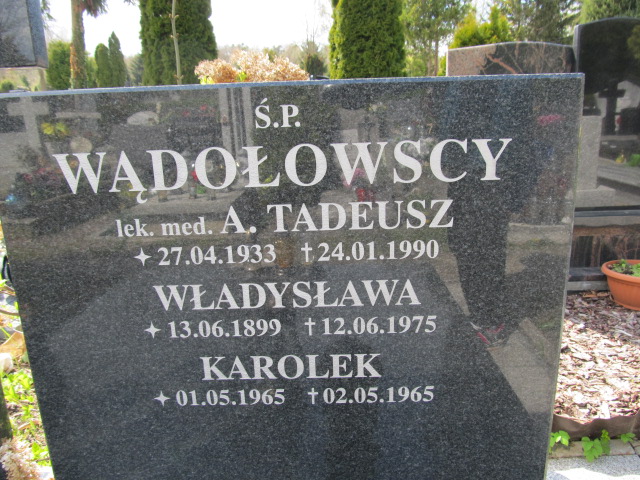 Ś.P.
WĄDOŁOWSCY
lek. med. A. TADEUSZ
✦27.04.1933 †24.01.1990
WŁADYSŁAWA
✦13.06.1899 †12.06.1975
KAROLEK
✦01.05.1965 †02.05.1965